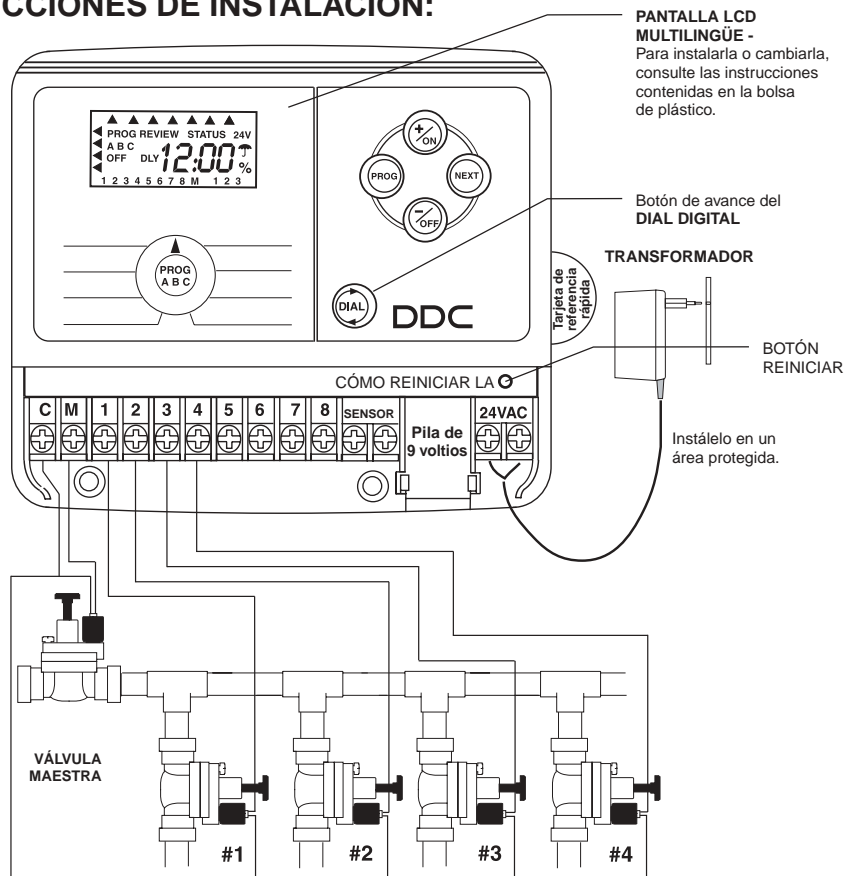 CCIONES DE INSTALACIÓN:
PANTALLA LCD
MULTILINGÜE -
Para instalarla o cambiarla,
consulte las instrucciones
contenidas en la bolsa
de plástico.
PROG REVIEW STATUS 24V
A B C
OFF DLY 12:00 %
1 2 3 4 5 6 7 8 M 1 2 3
+/ON
PROG
NEXT
-/OFF
Botón de avance del
DIAL DIGITAL
PROG
A B C
DIAL
DDC
Tarjeta de
referencia
rápida
TRANSFORMADOR
BOTÓN
REINICIAR
CÓMO REINICIAR LA
C M 1 2 3 4 5 6 7 8 SENSOR
24VAC
Pila de
9 voltios
Instálelo en un
área protegida.
VÁLVULA
MAESTRA
#1 #2 #3 #4